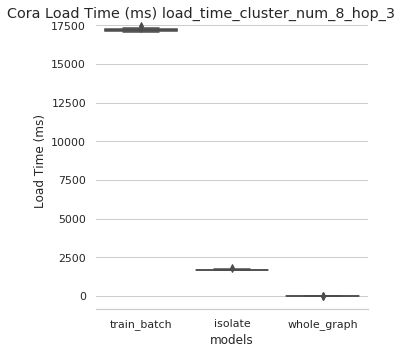 Cora Load Time (ms) load_time_cluster_num_8_hop_3
17500
15000
12500
10000
7500
5000
2500
0
Load Time (ms)
train_batch isolate whole_graph
models